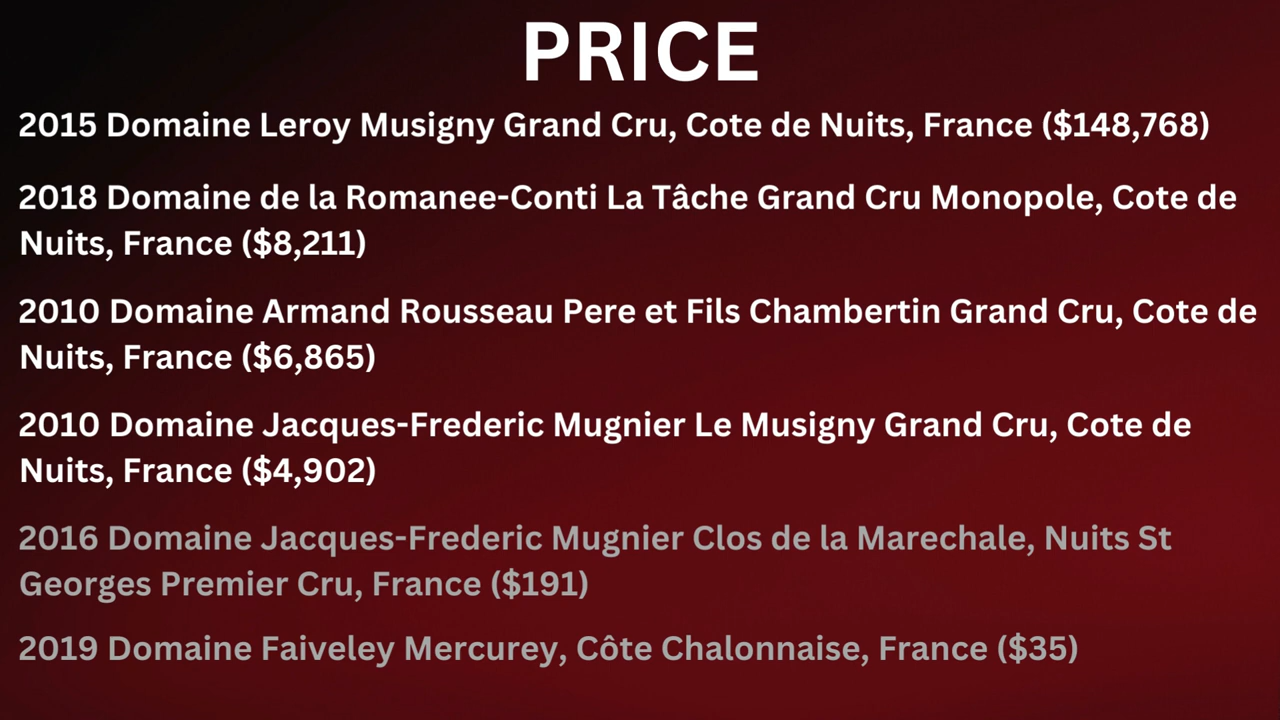 PRICE
2015 Domaine Leroy Musigny Grand Cru, Cote de Nuits, France ($148,768)
2018 Domaine de la Romanee-Conti La Tâche Grand Cru Monopole, Cote de
Nuits, France ($8,211)
2010 Domaine Armand Rousseau Pere et Fils Chambertin Grand Cru, Cote de
Nuits, France ($6,865)
2010 Domaine Jacques-Frederic Mugnier Le Musigny Grand Cru, Cote de
Nuits, France ($4,902)
2016 Domaine Jacques-Frederic Mugnier Clos de la Marechale, Nuits St
Georges Premier Cru, France ($191)
2019 Domaine Faiveley Mercurey, Côte Chalonnaise, France ($35)